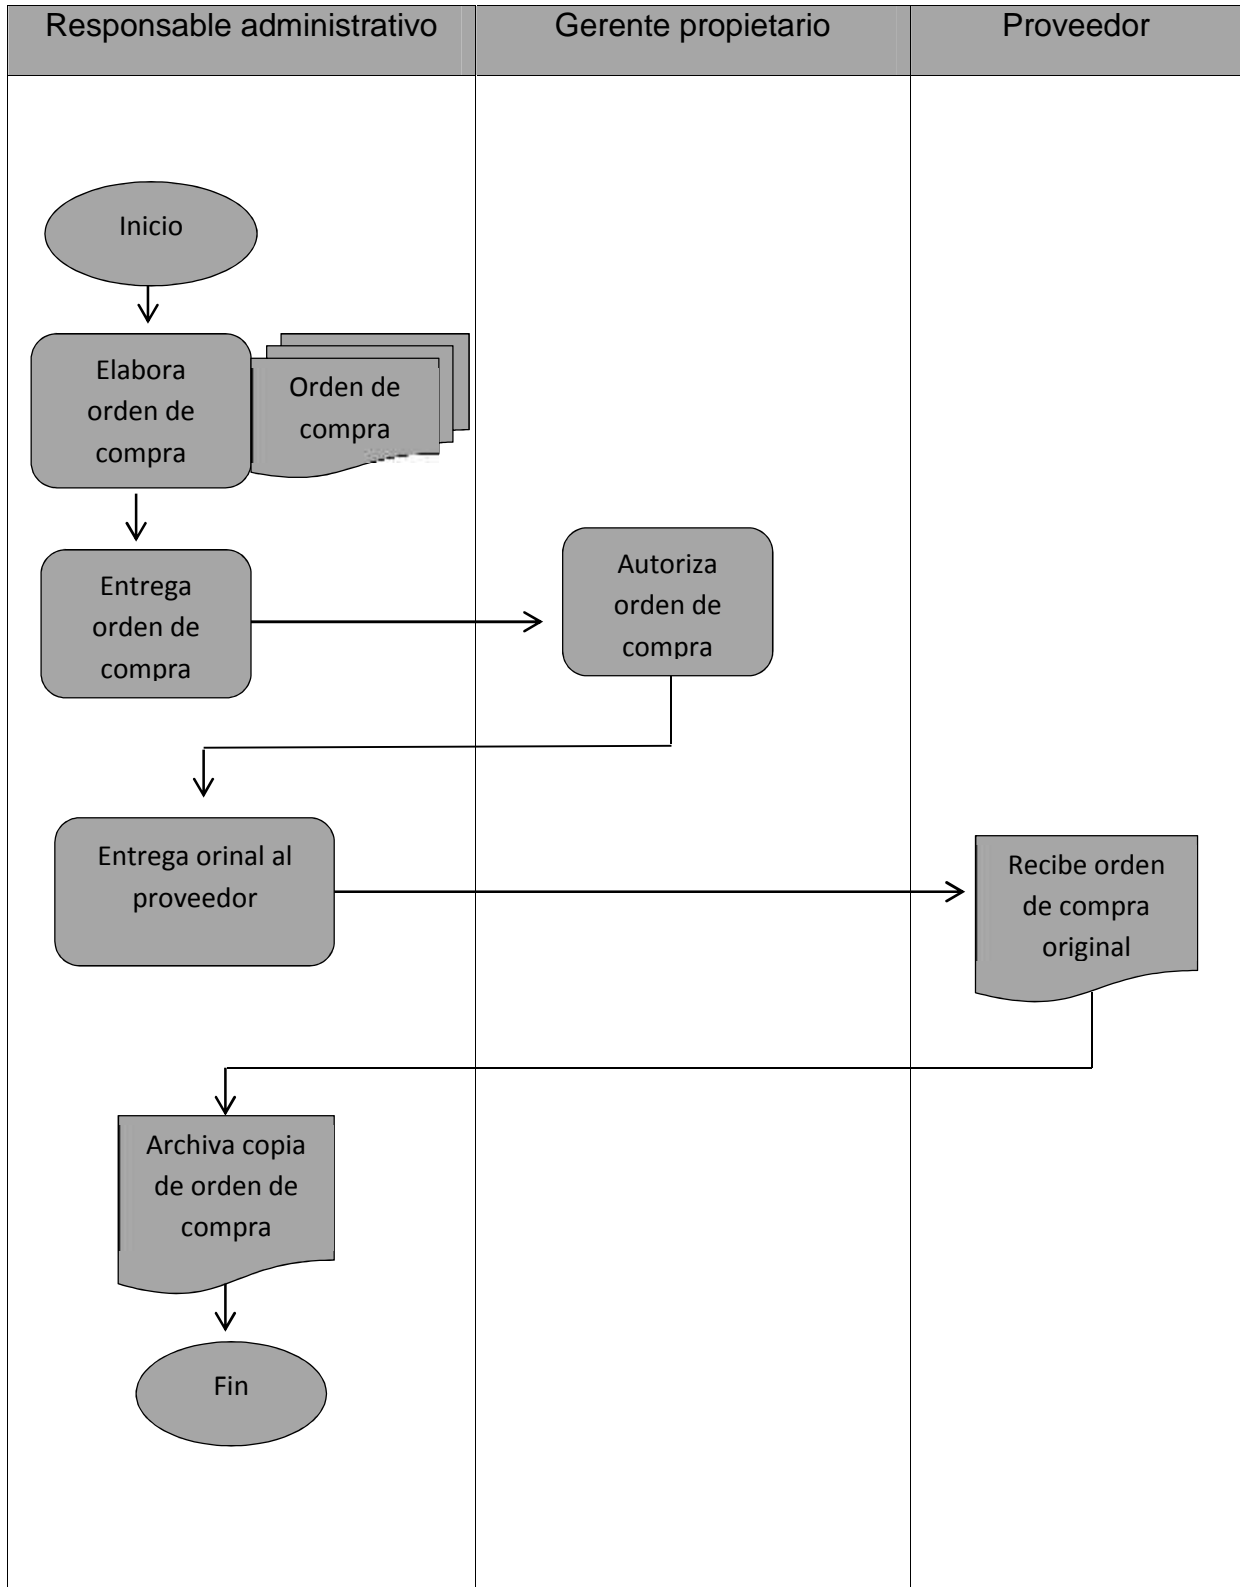 Responsable administrativo
Gerente propietario
Proveedor
Inicio
Elabora
orden de
compra
Orden de
compra
Entrega
orden de
compra
Autoriza
orden de
compra
Entrega orinal al
proveedor
Recibe orden
de compra
original
Archiva copia
de orden de
compra
Fin